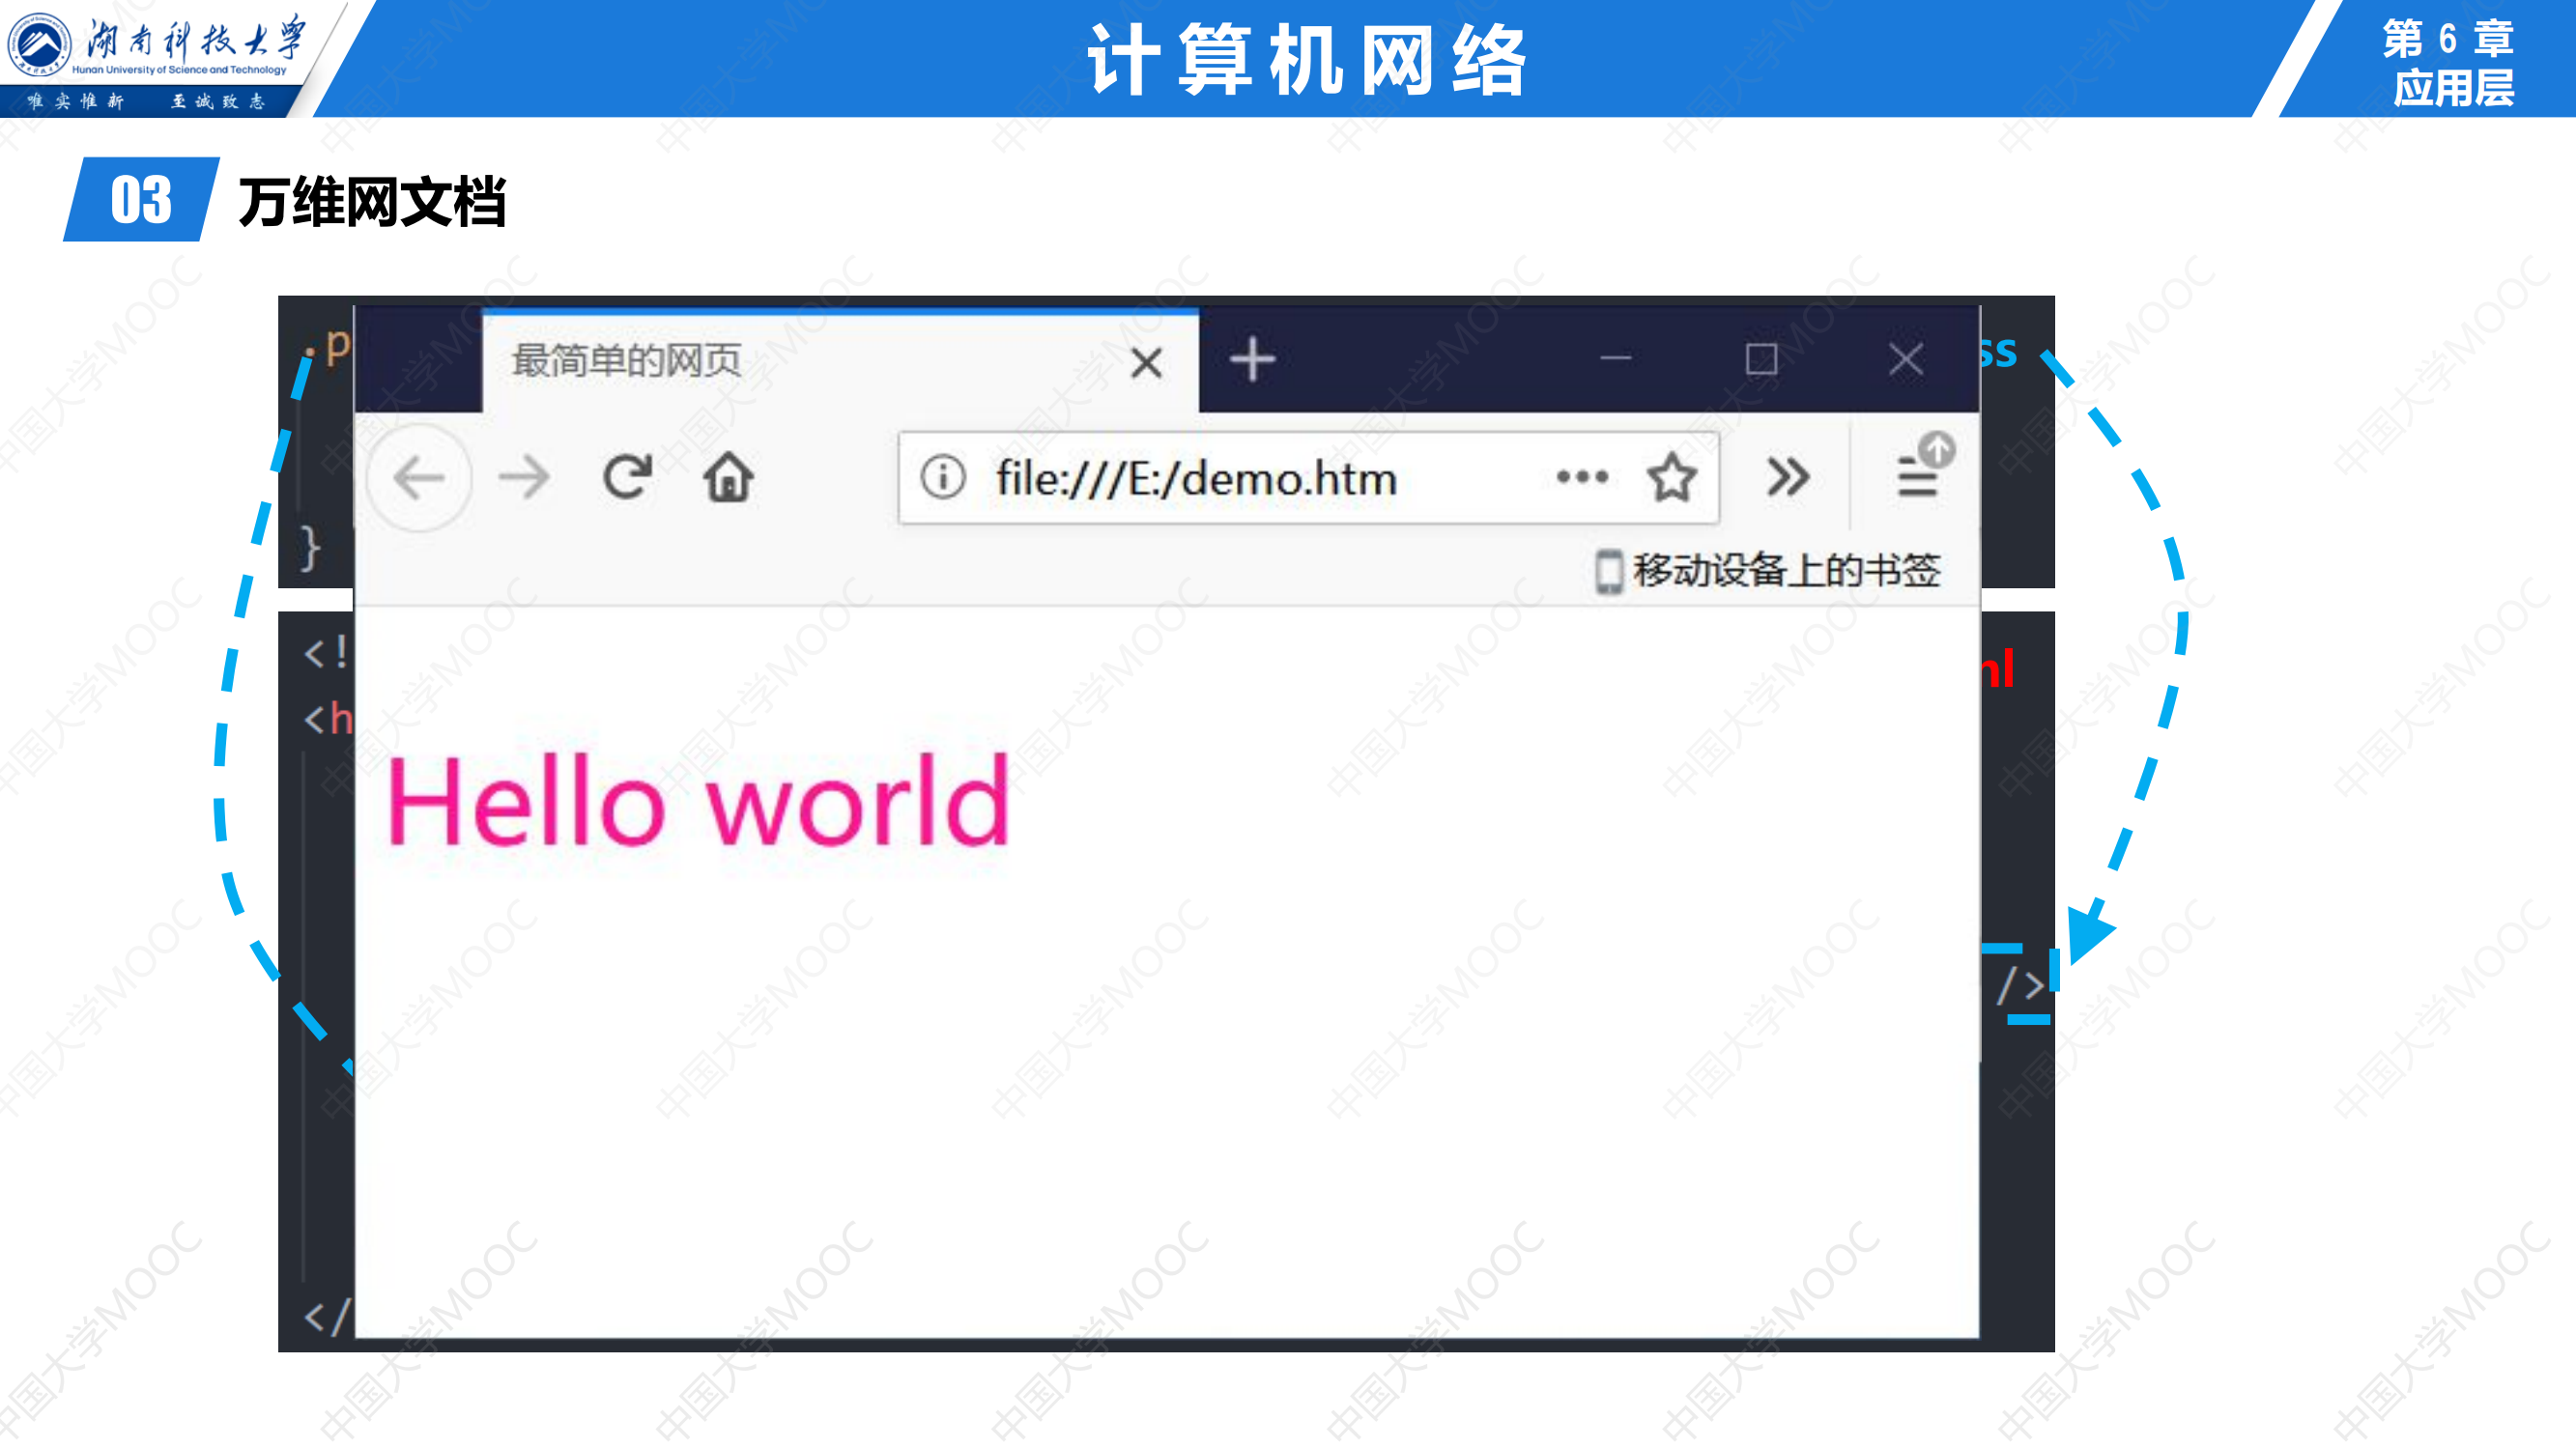 湖南科技大学
Hunan University of Science and Technology
唯实惟新 至诚致志
计算机网络
第 6 章
应用层
03 万维网文档
.p
ss
最简单的网页
file:///E:/demo.htm
移动设备上的书签
}
<!
ml
<h
Hello world
/>
</
中国大学MOOC